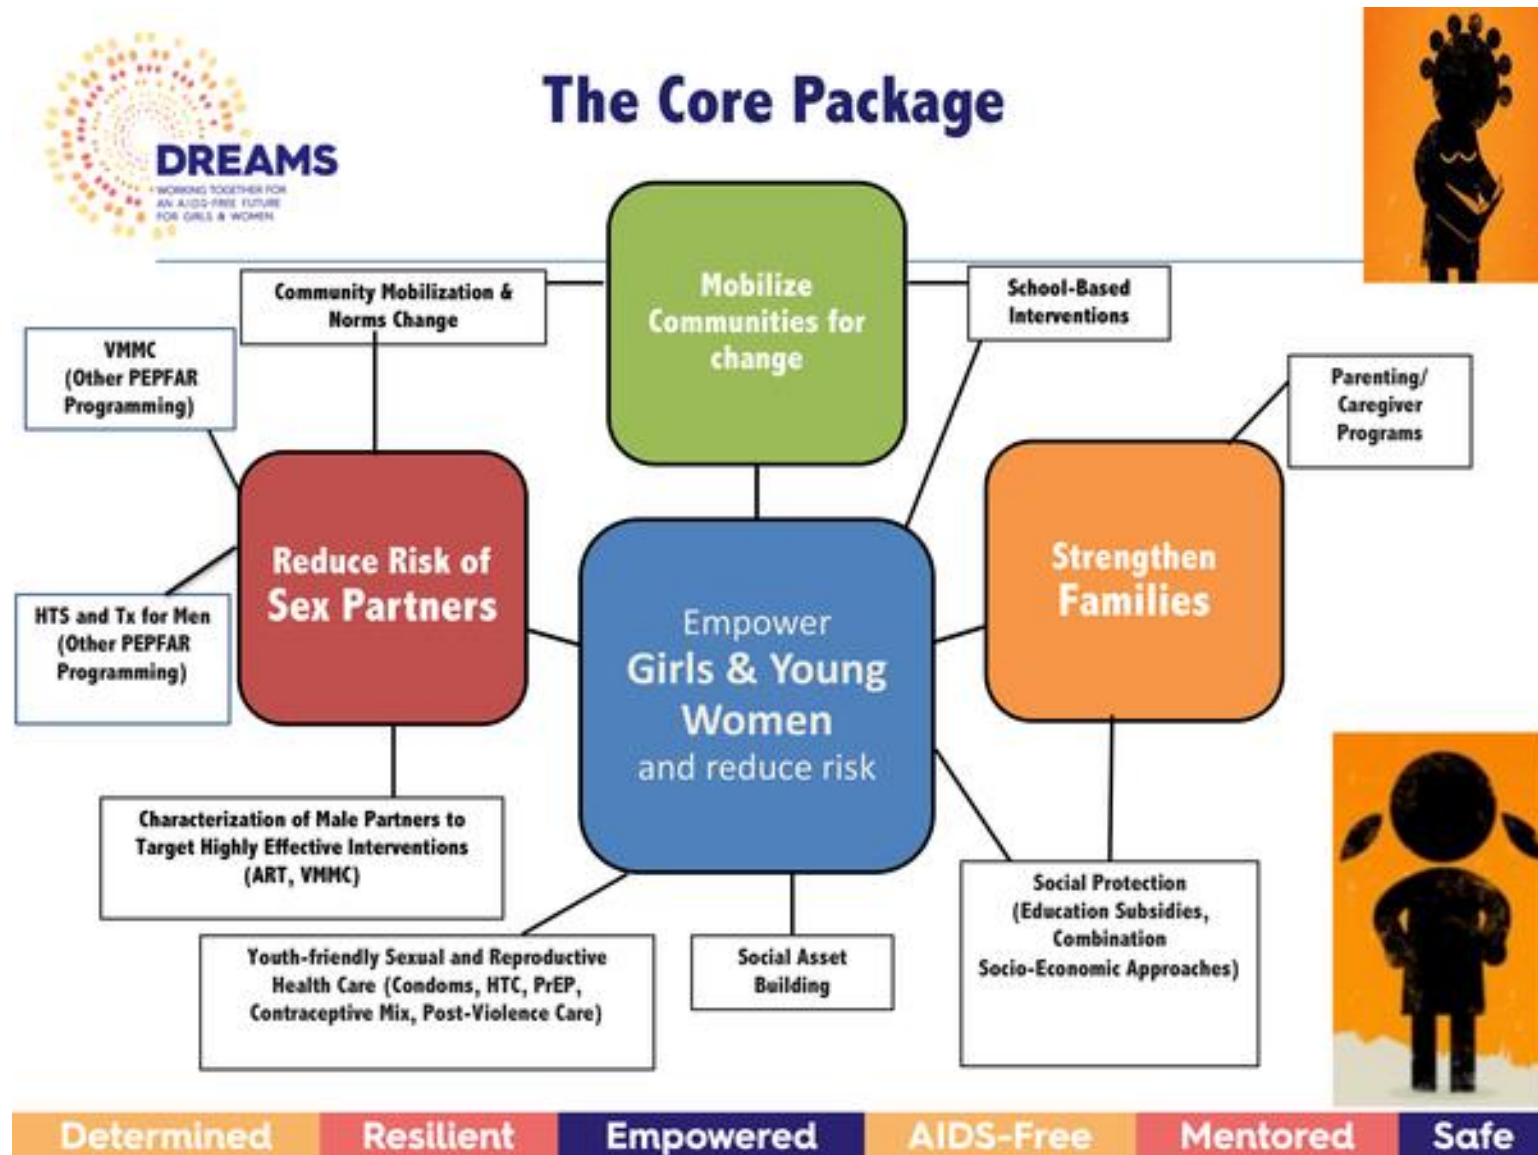 The Core Package
DREAMS
WORKING TOGETHER FOR
AN AIDS-FREE FUTURE
FOR GIRLS & WOMEN
Mobilize
Communities for
change
Community Mobilization &
Norms Change
School-Based
Interventions
VMMC
(Other PEPFAR
Programming)
Parenting/
Caregiver
Programs
Reduce Risk of
Sex Partners
Strengthen
Families
Empower
Girls & Young
Women
and reduce risk
HTS and Tx for Men
(Other PEPFAR
Programming)
Characterization of Male Partners to
Target Highly Effective Interventions
(ART, VMMC)
Youth-friendly Sexual and Reproductive
Health Care (Condoms, HTC, PrEP,
Contraceptive Mix, Post-Violence Care)
Social Asset
Building
Social Protection
(Education Subsidies,
Combination
Socio-Economic Approaches)
Determined Resilient Empowered AIDS-Free Mentored Safe